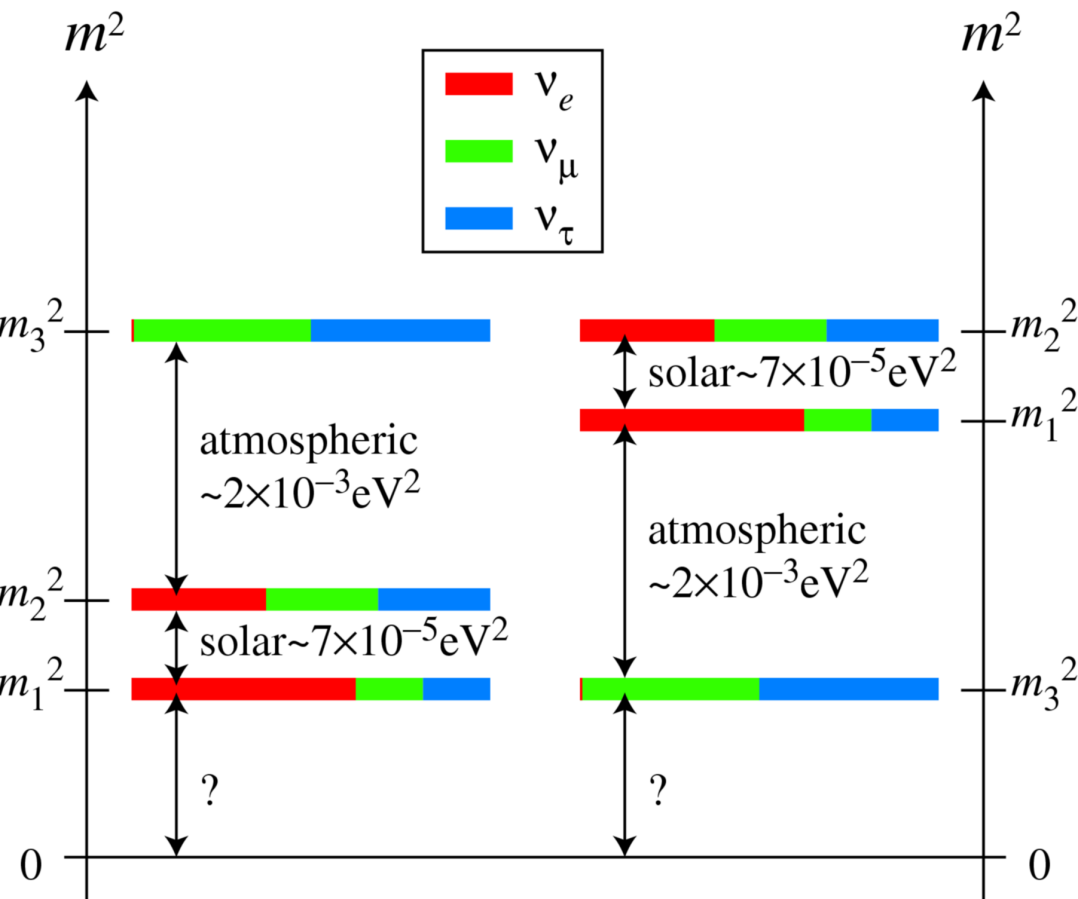 m²
m²
νe
νμ
ντ
m₃²
m₂²
solar~7×10⁻⁵eV²
m₁²
atmospheric
~2×10⁻³eV²
atmospheric
~2×10⁻³eV²
m₂²
solar~7×10⁻⁵eV²
m₁²
m₃²
?
?
0
0